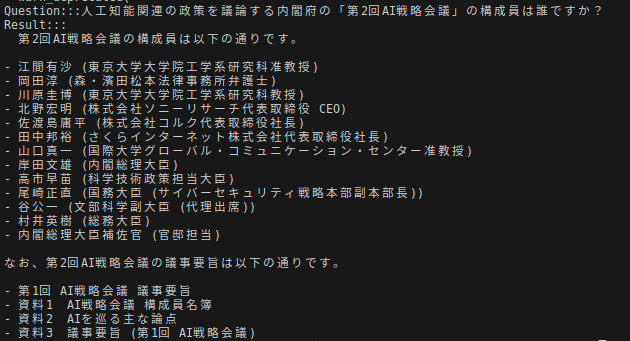 Question:::人工知能関連の政策を議論する内閣府の「第2回AI戦略会議」の構成員は誰ですか？
Result:::
第2回AI戦略会議の構成員は以下の通りです。
- 江間有沙 (東京大学大学院工学系研究科准教授)
- 岡田淳 (森・濱田松本法律事務所弁護士)
- 川原圭博 (東京大学大学院工学系研究科教授)
- 北野宏明 (株式会社ソニーリサーチ代表取締役 CEO)
- 佐渡島庸平 (株式会社コルク代表取締役社長)
- 田中邦裕 (さくらインターネット株式会社代表取締役社長)
- 山口真一 (国際大学グローバル・コミュニケーション・センター准教授)
- 岸田文雄 (内閣総理大臣)
- 高市早苗 (科学技術政策担当大臣)
- 尾崎正直 (国務大臣 (サイバーセキュリティ戦略本部副本部長))
- 谷公一 (文部科学副大臣 (代理出席))
- 村井英樹 (総務大臣)
- 内閣総理大臣補佐官 (官邸担当)
なお、第2回AI戦略会議の議事要旨は以下の通りです。
- 第1回 AI戦略会議 議事要旨
- 資料1 AI戦略会議 構成員名簿
- 資料2 AIを巡る主な論点
- 資料3 議事要旨 (第1回 AI戦略会議)